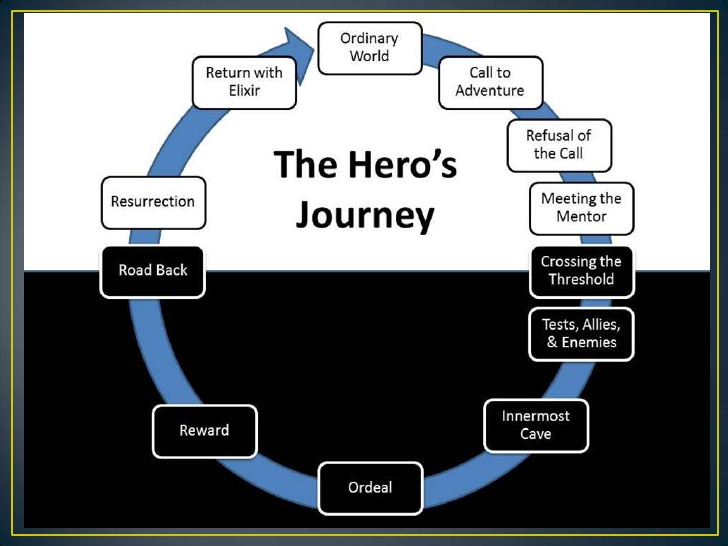 The Hero's
Journey
Ordinary
World
Call to
Adventure
Refusal of
the Call
Meeting the
Mentor
Crossing the
Threshold
Tests, Allies,
& Enemies
Innermost
Cave
Ordeal
Reward
Road Back
Resurrection
Return with
Elixir